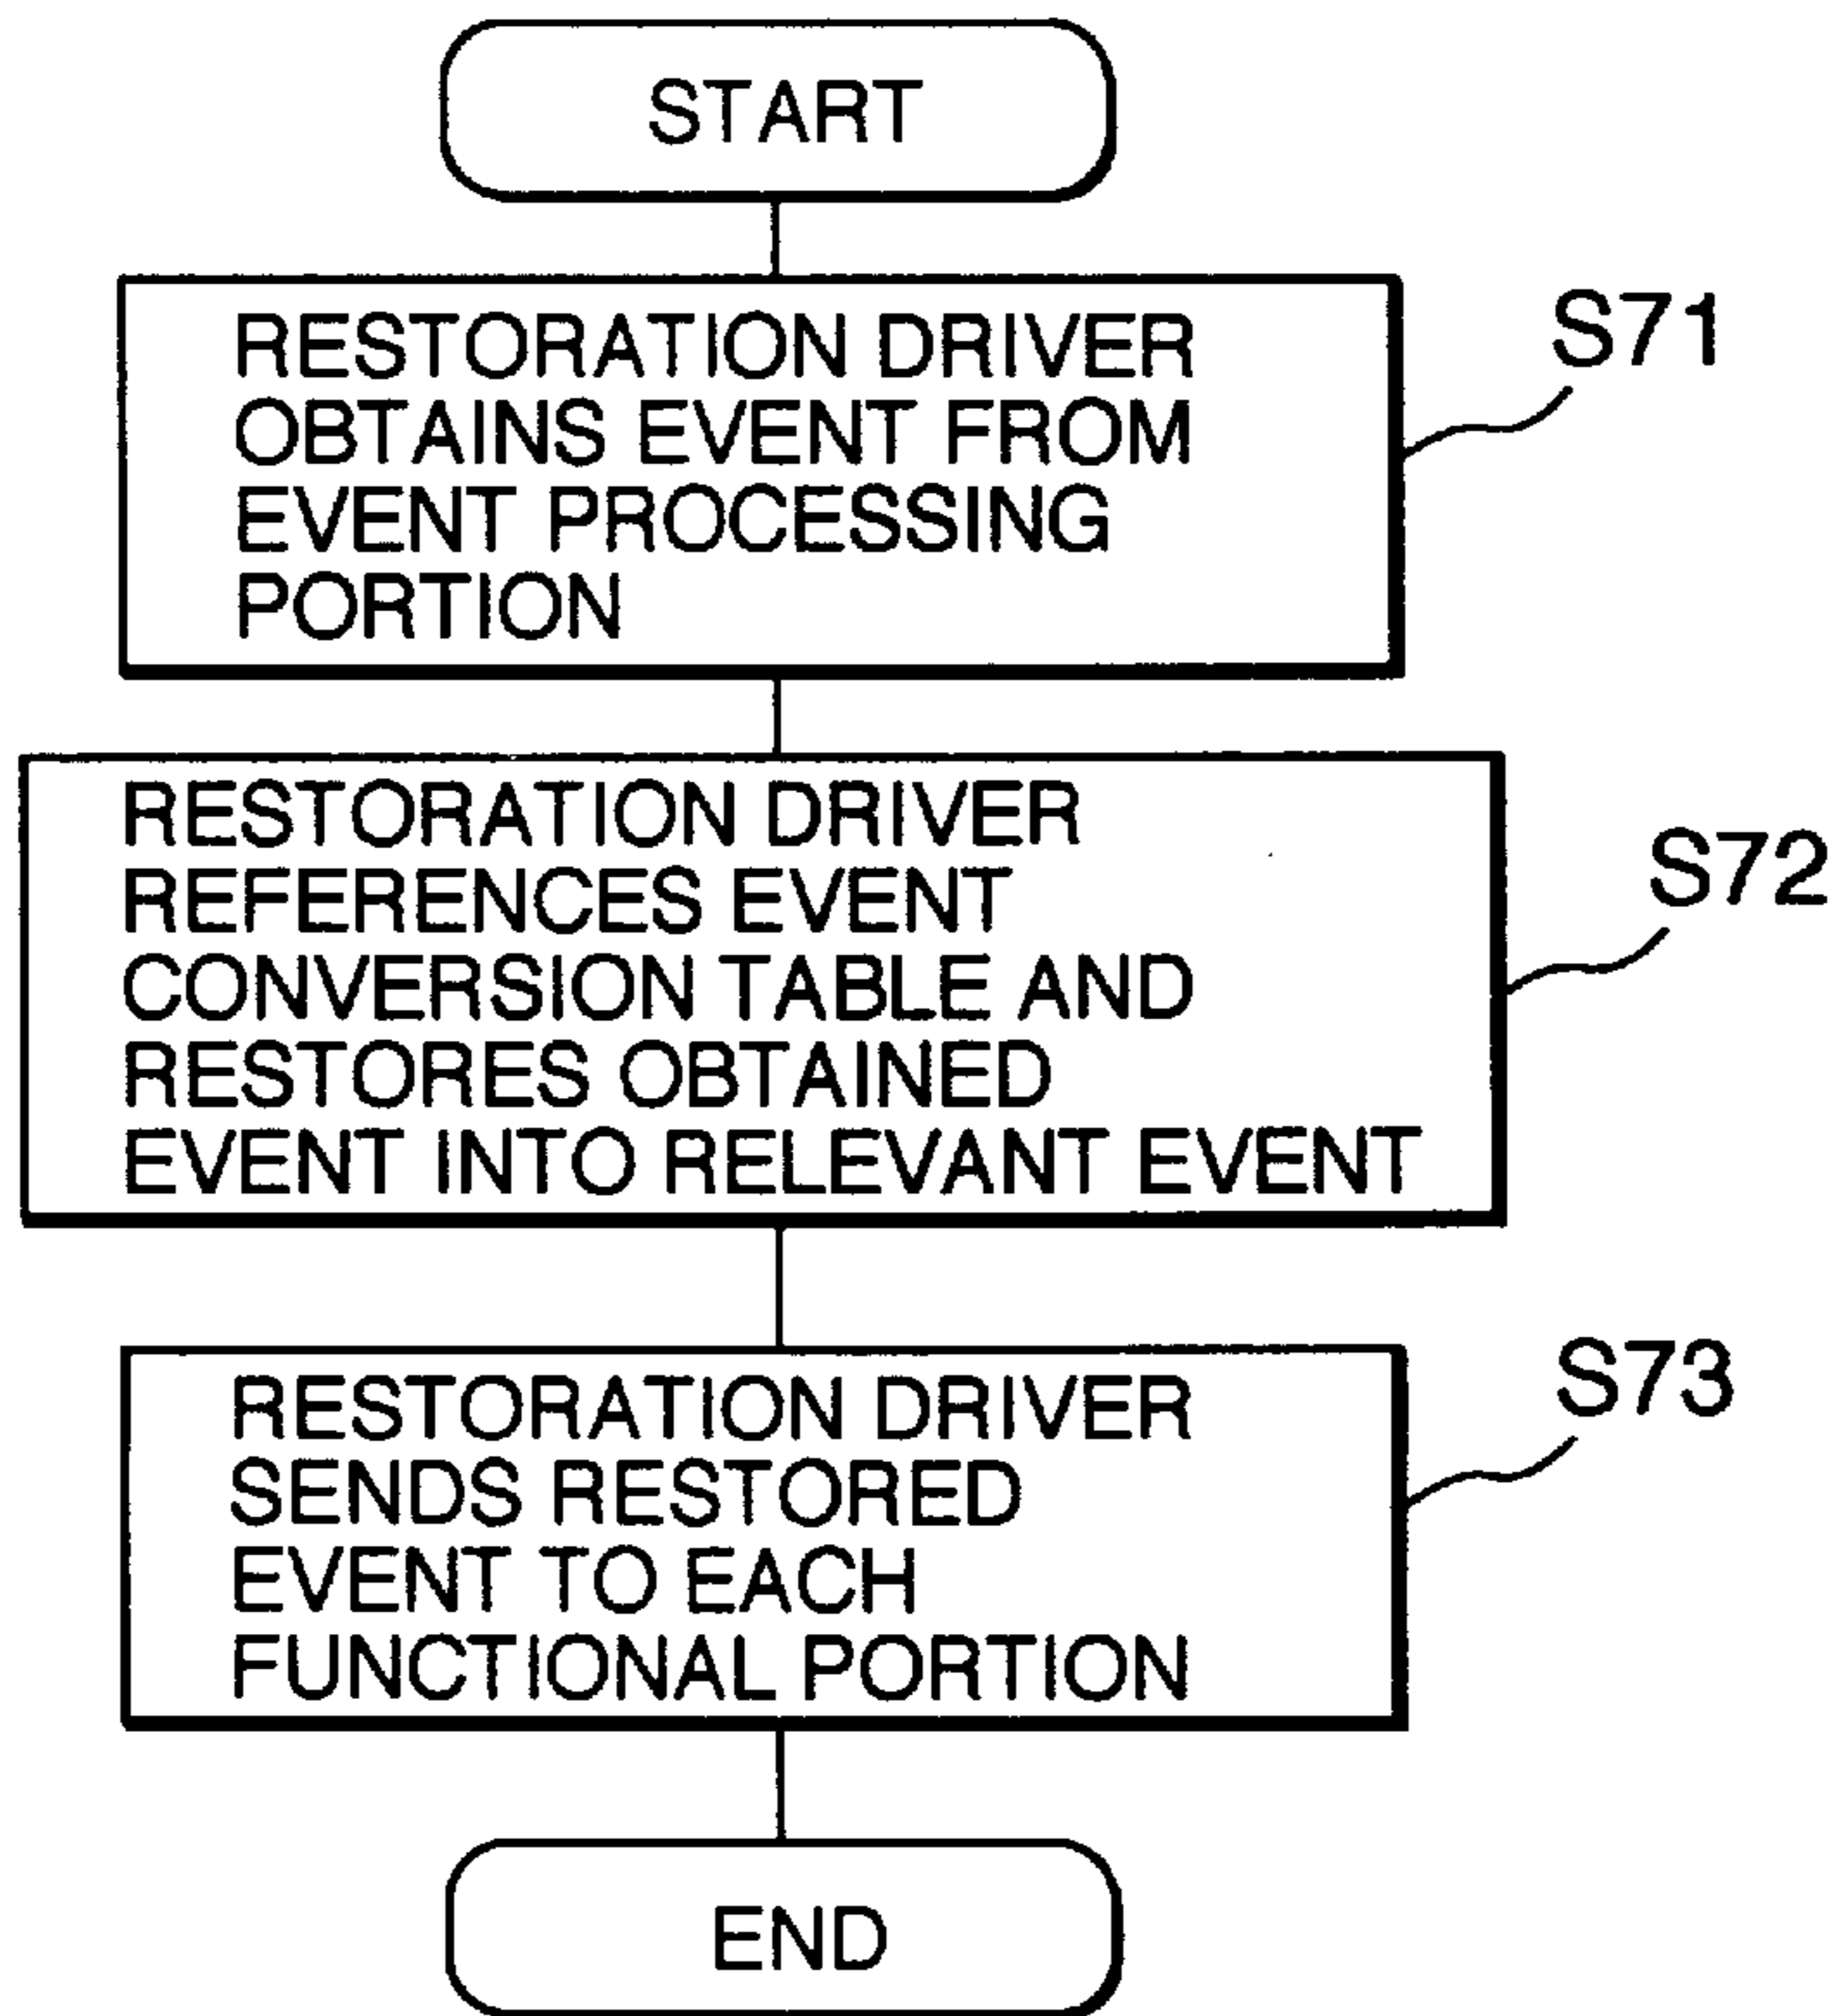 START
RESTORATION DRIVER
OBTAINS EVENT FROM
EVENT PROCESSING
PORTION
S71
RESTORATION DRIVER
REFERENCES EVENT
CONVERSION TABLE AND
RESTORES OBTAINED
EVENT INTO RELEVANT EVENT
S72
RESTORATION DRIVER
SENDS RESTORED
EVENT TO EACH
FUNCTIONAL PORTION
S73
END